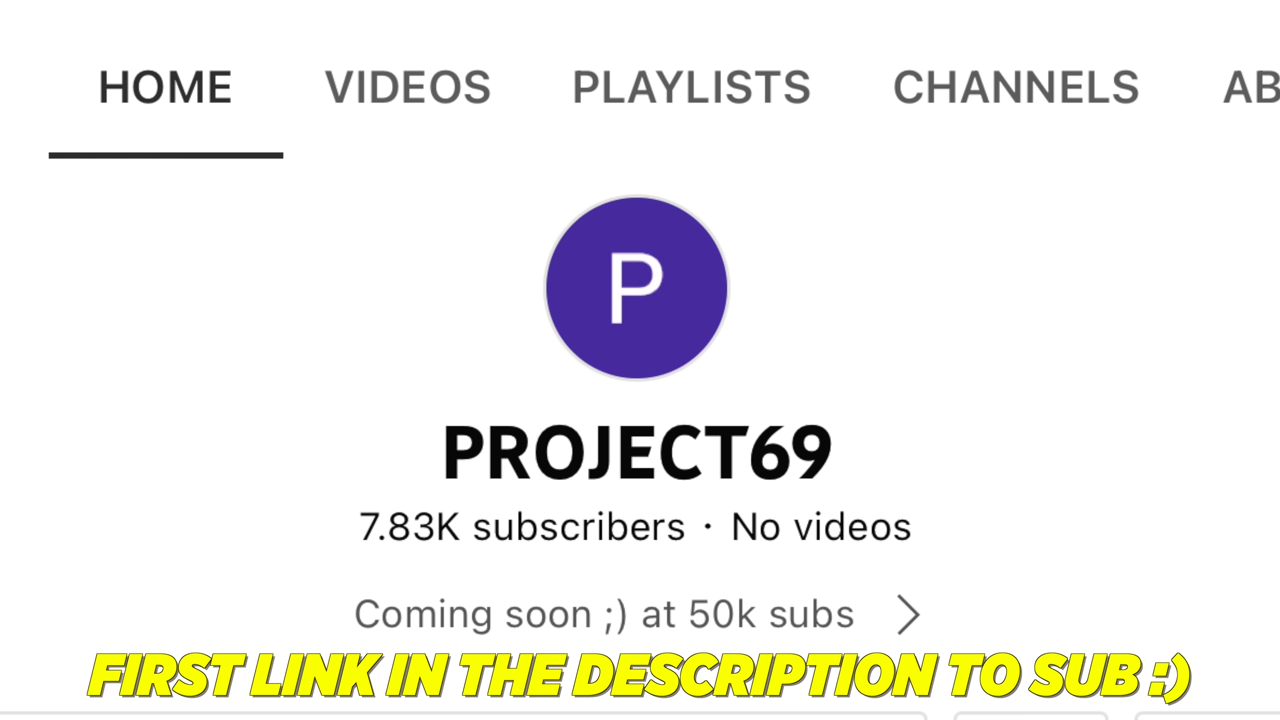 HOME VIDEOS PLAYLISTS CHANNELS AB
P
PROJECT69
7.83K subscribers · No videos
Coming soon ;) at 50k subs
FIRST LINK IN THE DESCRIPTION TO SUB :)